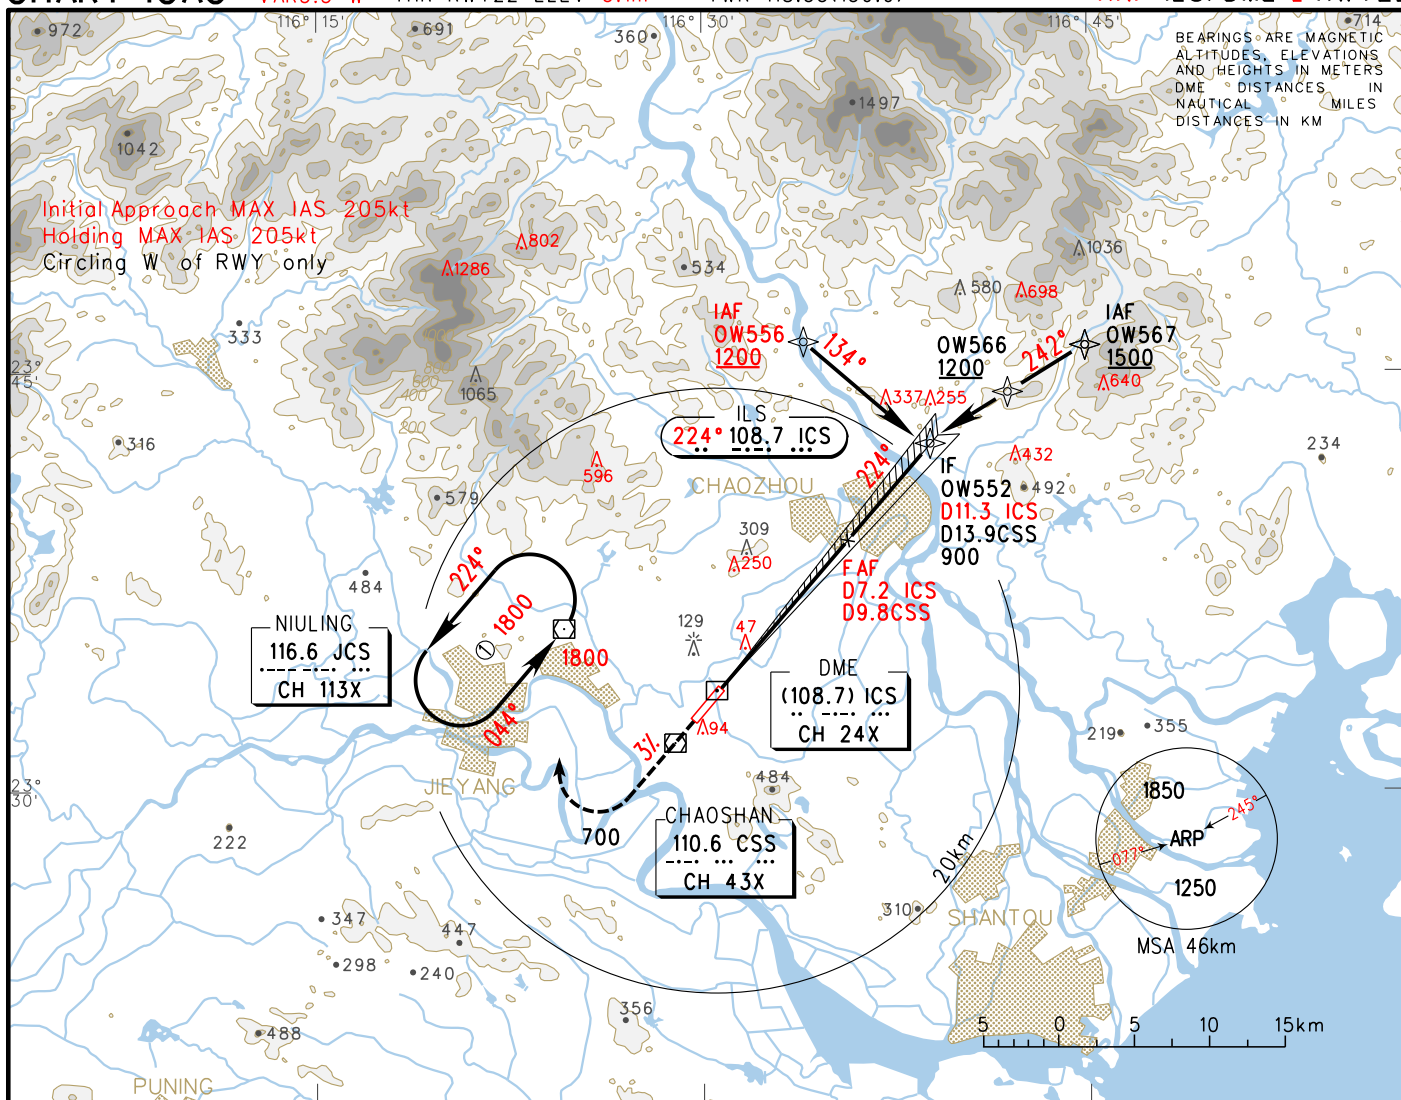 116° 15'
116° 30'
116° 45'
972
691
360
714
BEARINGS ARE MAGNETIC
ALTITUDES, ELEVATIONS
AND HEIGHTS IN METERS
DME DISTANCES IN
NAUTICAL MILES
DISTANCES IN KM
1497
1042
Initial Approach MAX IAS 205kt
Holding MAX IAS 205kt
Circling W of RWY only
802
1286
534
1036
580
698
333
IAF
OW556
1200
134°
OW566
1200
242°
IAF
OW567
1500
640
23°
45'
800
600
400
200
1065
337
255
ILS
224° 108.7 ICS
316
596
579
CHAOZHOU
224°
432
492
234
IF
OW552
D11.3 ICS
D13.9CSS
900
309
250
FAF
D7.2 ICS
D9.8CSS
484
224°
1800
1
1800
044°
NIULING
116.6 JCS
CH 113X
129
47
DME
(108.7) ICS
CH 24X
94
3%
219
355
JIEYANG
23°
30'
484
700
CHAOSHAN
110.6 CSS
CH 43X
222
20km
1850
245°
ARP
077°
1250
MSA 46km
310
SHANTOU
347
447
298
240
356
488
PUNING
5 0 5 10 15km